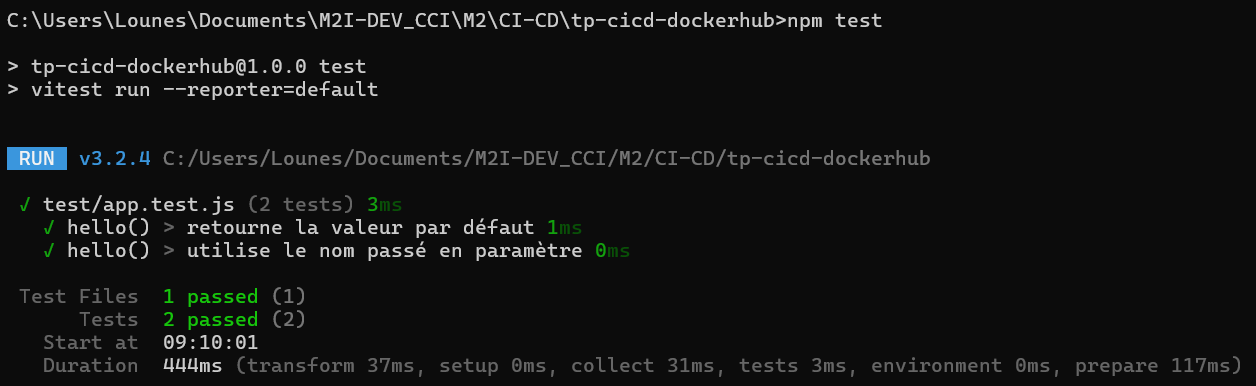 C:\Users\Lounes\Documents\M2I-DEV_CCI\M2\CI-CD\tp-cicd-dockerhub>npm test
> tp-cicd-dockerhub@1.0.0 test
> vitest run --reporter=default
RUN v3.2.4 C:/Users/Lounes/Documents/M2I-DEV_CCI/M2/CI-CD/tp-cicd-dockerhub
✓ test/app.test.js (2 tests) 3ms
✓ hello() > retourne la valeur par défaut 1ms
✓ hello() > utilise le nom passé en paramètre 0ms
Test Files 1 passed (1)
Tests 2 passed (2)
Start at 09:10:01
Duration 444ms (transform 37ms, setup 0ms, collect 31ms, tests 3ms, environment 0ms, prepare 117ms)